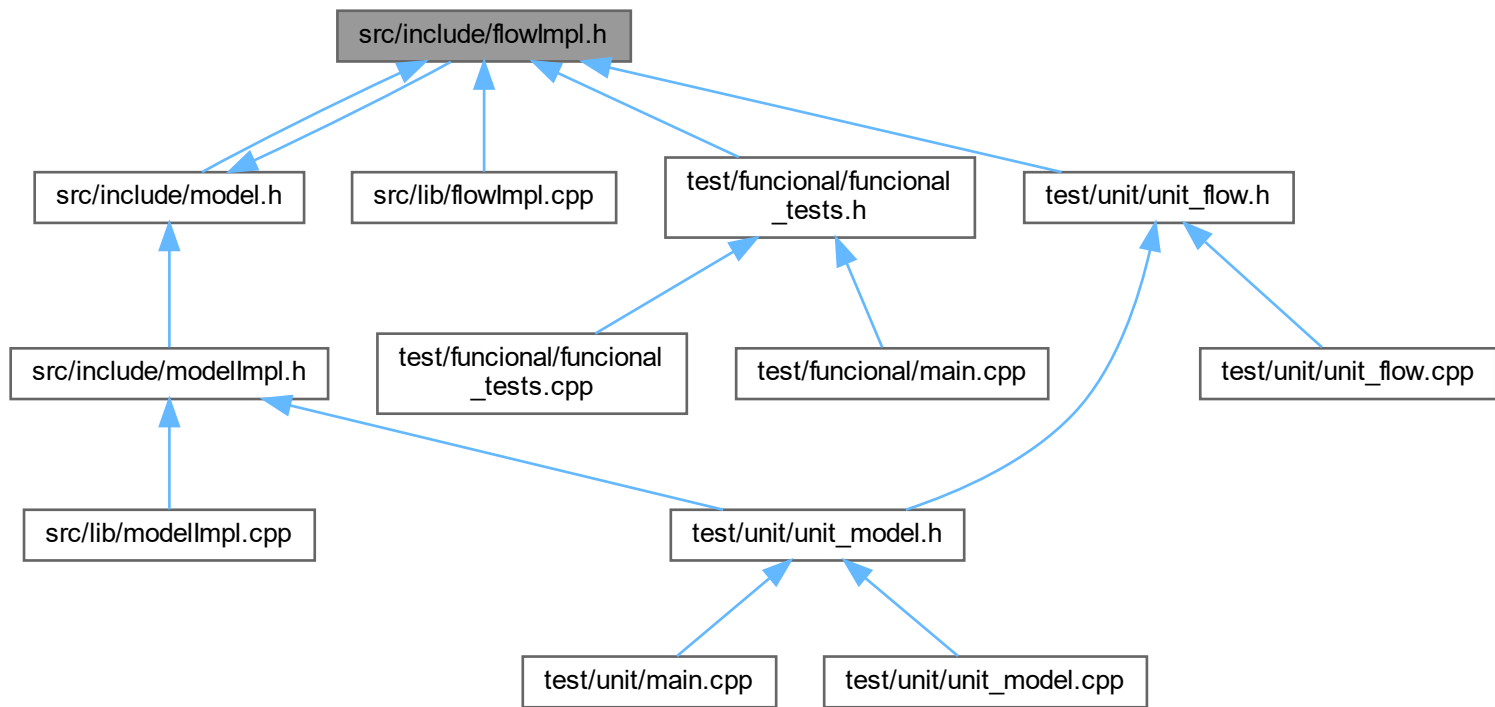 src/include/flowImpl.h
src/include/model.h
src/lib/flowImpl.cpp
test/funcional/funcional
_tests.h
test/unit/unit_flow.h
src/include/modelImpl.h
test/funcional/funcional
_tests.cpp
test/funcional/main.cpp
test/unit/unit_flow.cpp
src/lib/modelImpl.cpp
test/unit/unit_model.h
test/unit/main.cpp
test/unit/unit_model.cpp